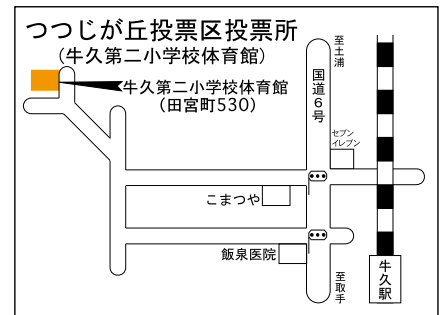 つつじが丘投票区投票所
(牛久第二小学校体育館)
牛久第二小学校体育館
(田宮町530)
至土浦
国道6号
セブン
イレブン
こまつや
飯泉医院
牛久駅
至取手